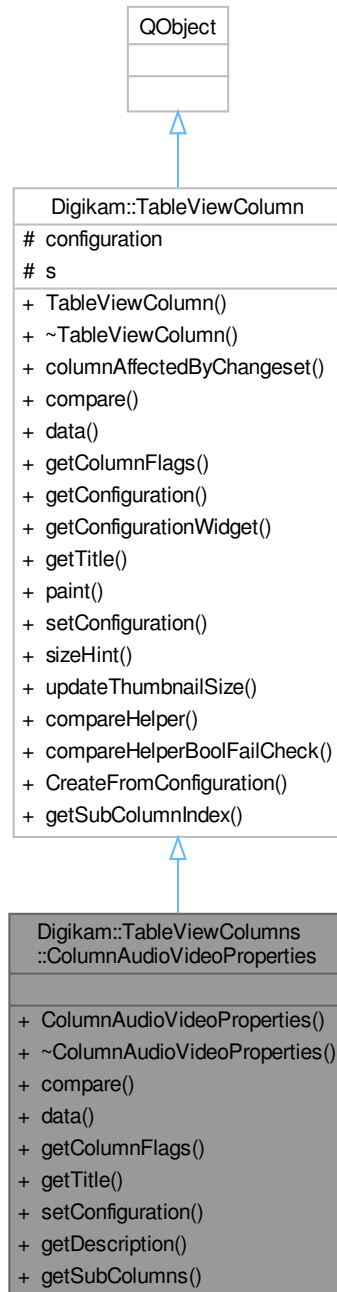 QObject
Digikam::TableViewColumn
# configuration
# s
+ TableViewColumn()
+ ~TableViewColumn()
+ columnAffectedByChangeset()
+ compare()
+ data()
+ getColumnFlags()
+ getConfiguration()
+ getConfigurationWidget()
+ getTitle()
+ paint()
+ setConfiguration()
+ sizeHint()
+ updateThumbnailSize()
+ compareHelper()
+ compareHelperBoolFailCheck()
+ CreateFromConfiguration()
+ getSubColumnIndex()
Digikam::TableViewColumns
::ColumnAudioVideoProperties
+ ColumnAudioVideoProperties()
+ ~ColumnAudioVideoProperties()
+ compare()
+ data()
+ getColumnFlags()
+ getTitle()
+ setConfiguration()
+ getDescription()
+ getSubColumns()